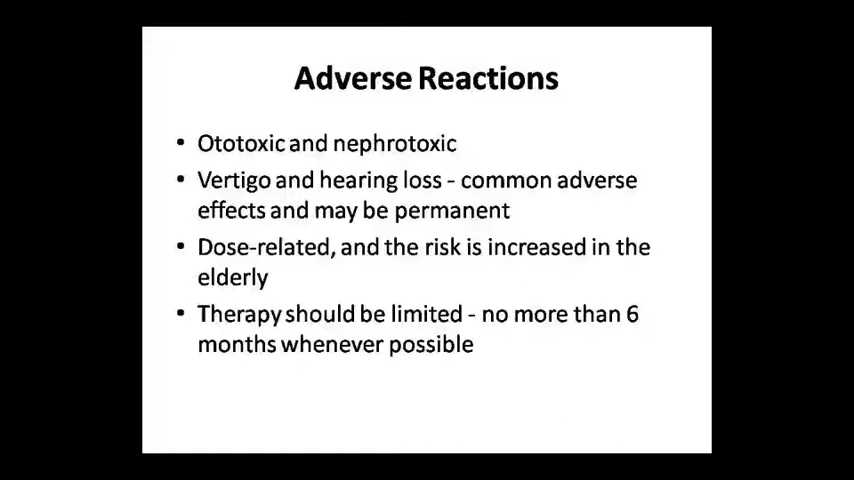 Adverse Reactions
• Ototoxic and nephrotoxic
• Vertigo and hearing loss - common adverse
effects and may be permanent
• Dose-related, and the risk is increased in the
elderly
• Therapy should be limited - no more than 6
months whenever possible